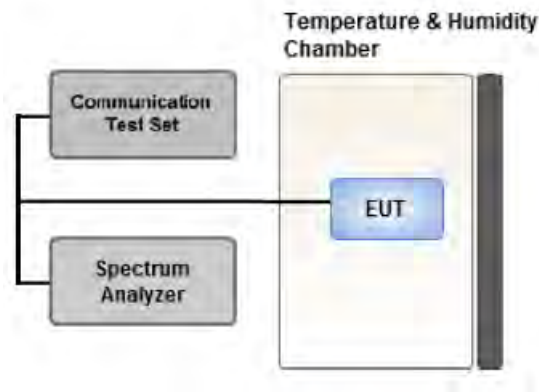 Temperature & Humidity
Chamber
Communication
Test Set
EUT
Spectrum
Analyzer